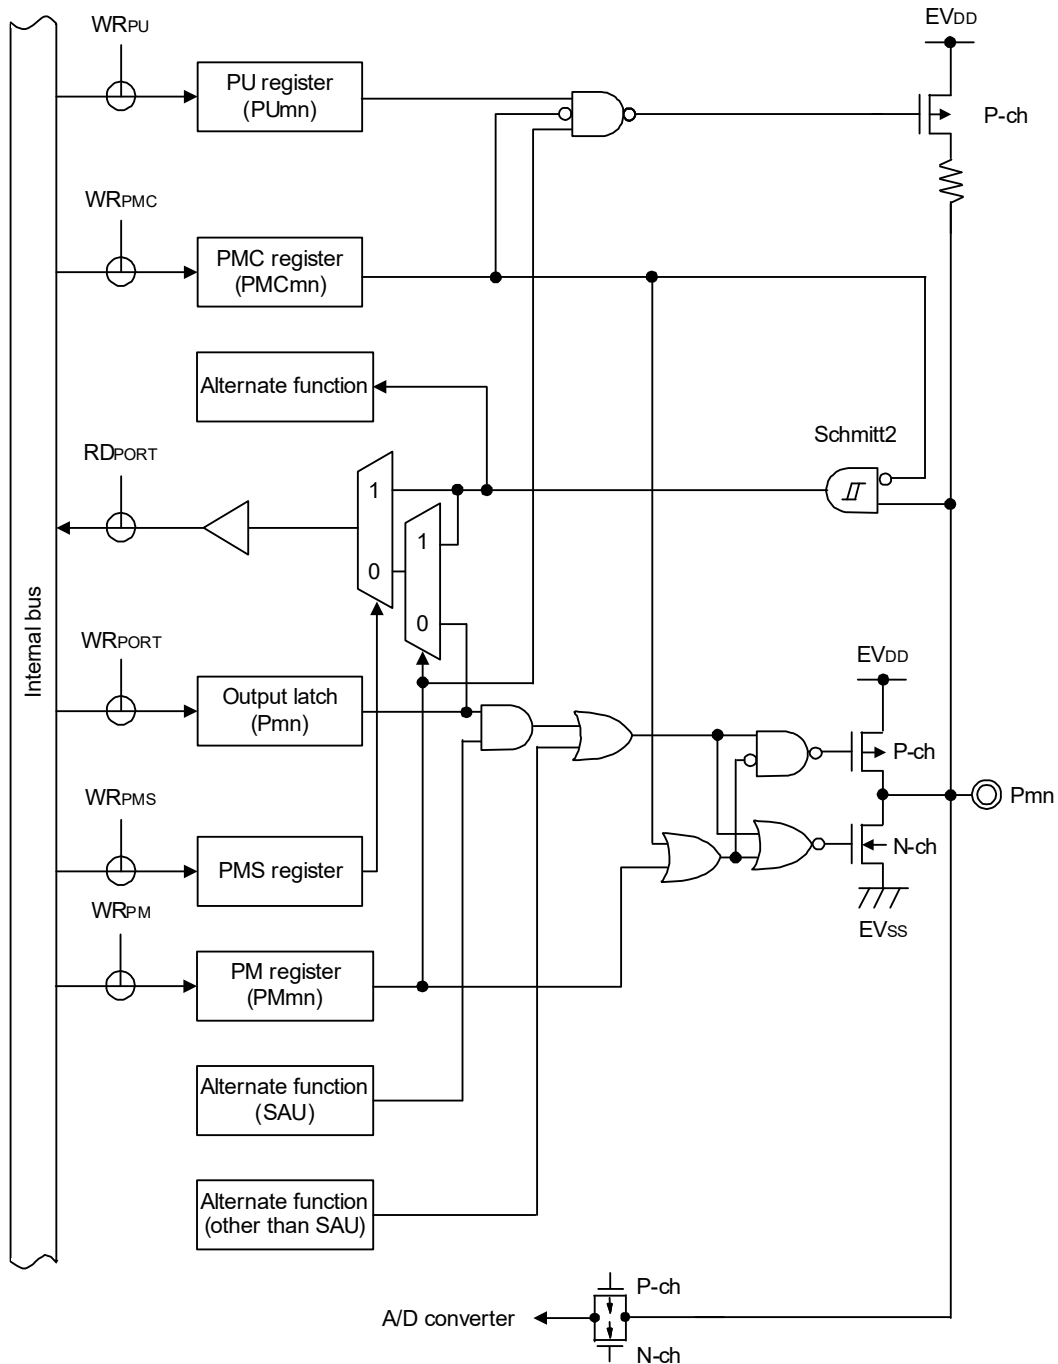 WRPU
EVDD
PU register
(PUmn)
P-ch
WRPMC
PMC register
(PMCmn)
Alternate function
Schmitt2
RDPORT
1
1
0
0
Internal bus
WRPORT
EVDD
Output latch
(Pmn)
P-ch
Pmn
WRPMS
N-ch
PMS register
WRPM
EVSS
PM register
(PMmn)
Alternate function
(SAU)
Alternate function
(other than SAU)
P-ch
A/D converter
N-ch